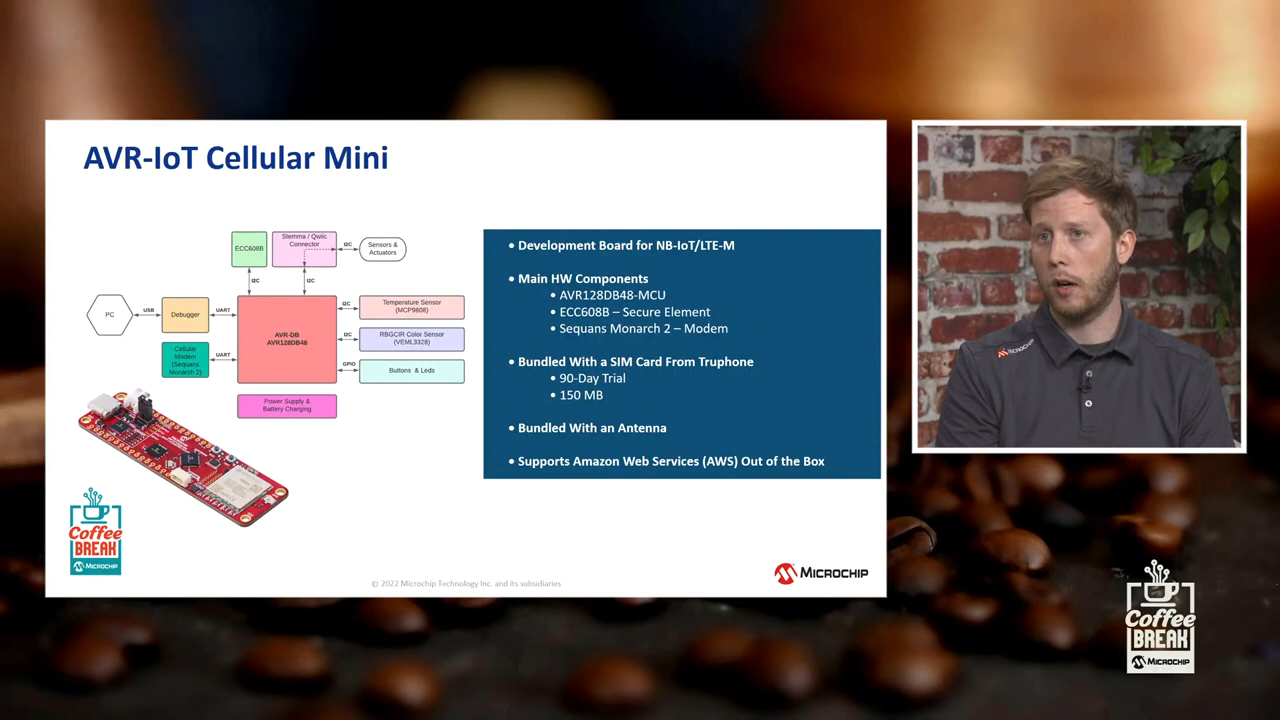 AVR-IoT Cellular Mini
ECC608B
Stemma / Qwiic
Connector
I2C
Sensors &
Actuators
I2C
I2C
PC
USB
Debugger
UART
AVR-DB
AVR128DB48
I2C
Temperature Sensor
(MCP9808)
I2C
RBGCIR Color Sensor
(VEML3328)
Cellular
Modem
(Sequans
Monarch 2)
UART
GPIO
Buttons & Leds
Power Supply &
Battery Charging
• Development Board for NB-IoT/LTE-M
• Main HW Components
• AVR128DB48-MCU
• ECC608B – Secure Element
• Sequans Monarch 2 – Modem
• Bundled With a SIM Card From Truphone
• 90-Day Trial
• 150 MB
• Bundled With an Antenna
• Supports Amazon Web Services (AWS) Out of the Box
Coffee
BREAK
MICROCHIP
© 2022 Microchip Technology Inc. and its subsidiaries
MICROCHIP
MICROCHIP
Coffee
BREAK
MICROCHIP